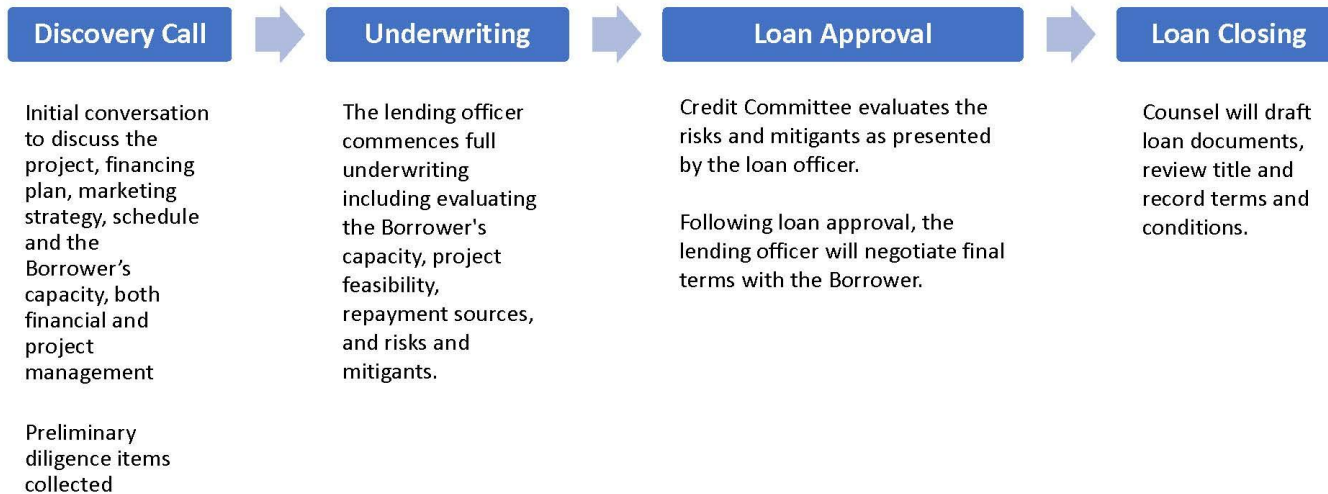 Discovery Call
Underwriting
Loan Approval
Loan Closing
Initial conversation
to discuss the
project, financing
plan, marketing
strategy, schedule
and the
Borrower’s
capacity, both
financial and
project
management
Preliminary
diligence items
collected
The lending officer
commences full
underwriting
including evaluating
the Borrower's
capacity, project
feasibility,
repayment sources,
and risks and
mitigants.
Credit Committee evaluates the
risks and mitigants as presented
by the loan officer.
Following loan approval, the
lending officer will negotiate final
terms with the Borrower.
Counsel will draft
loan documents,
review title and
record terms and
conditions.